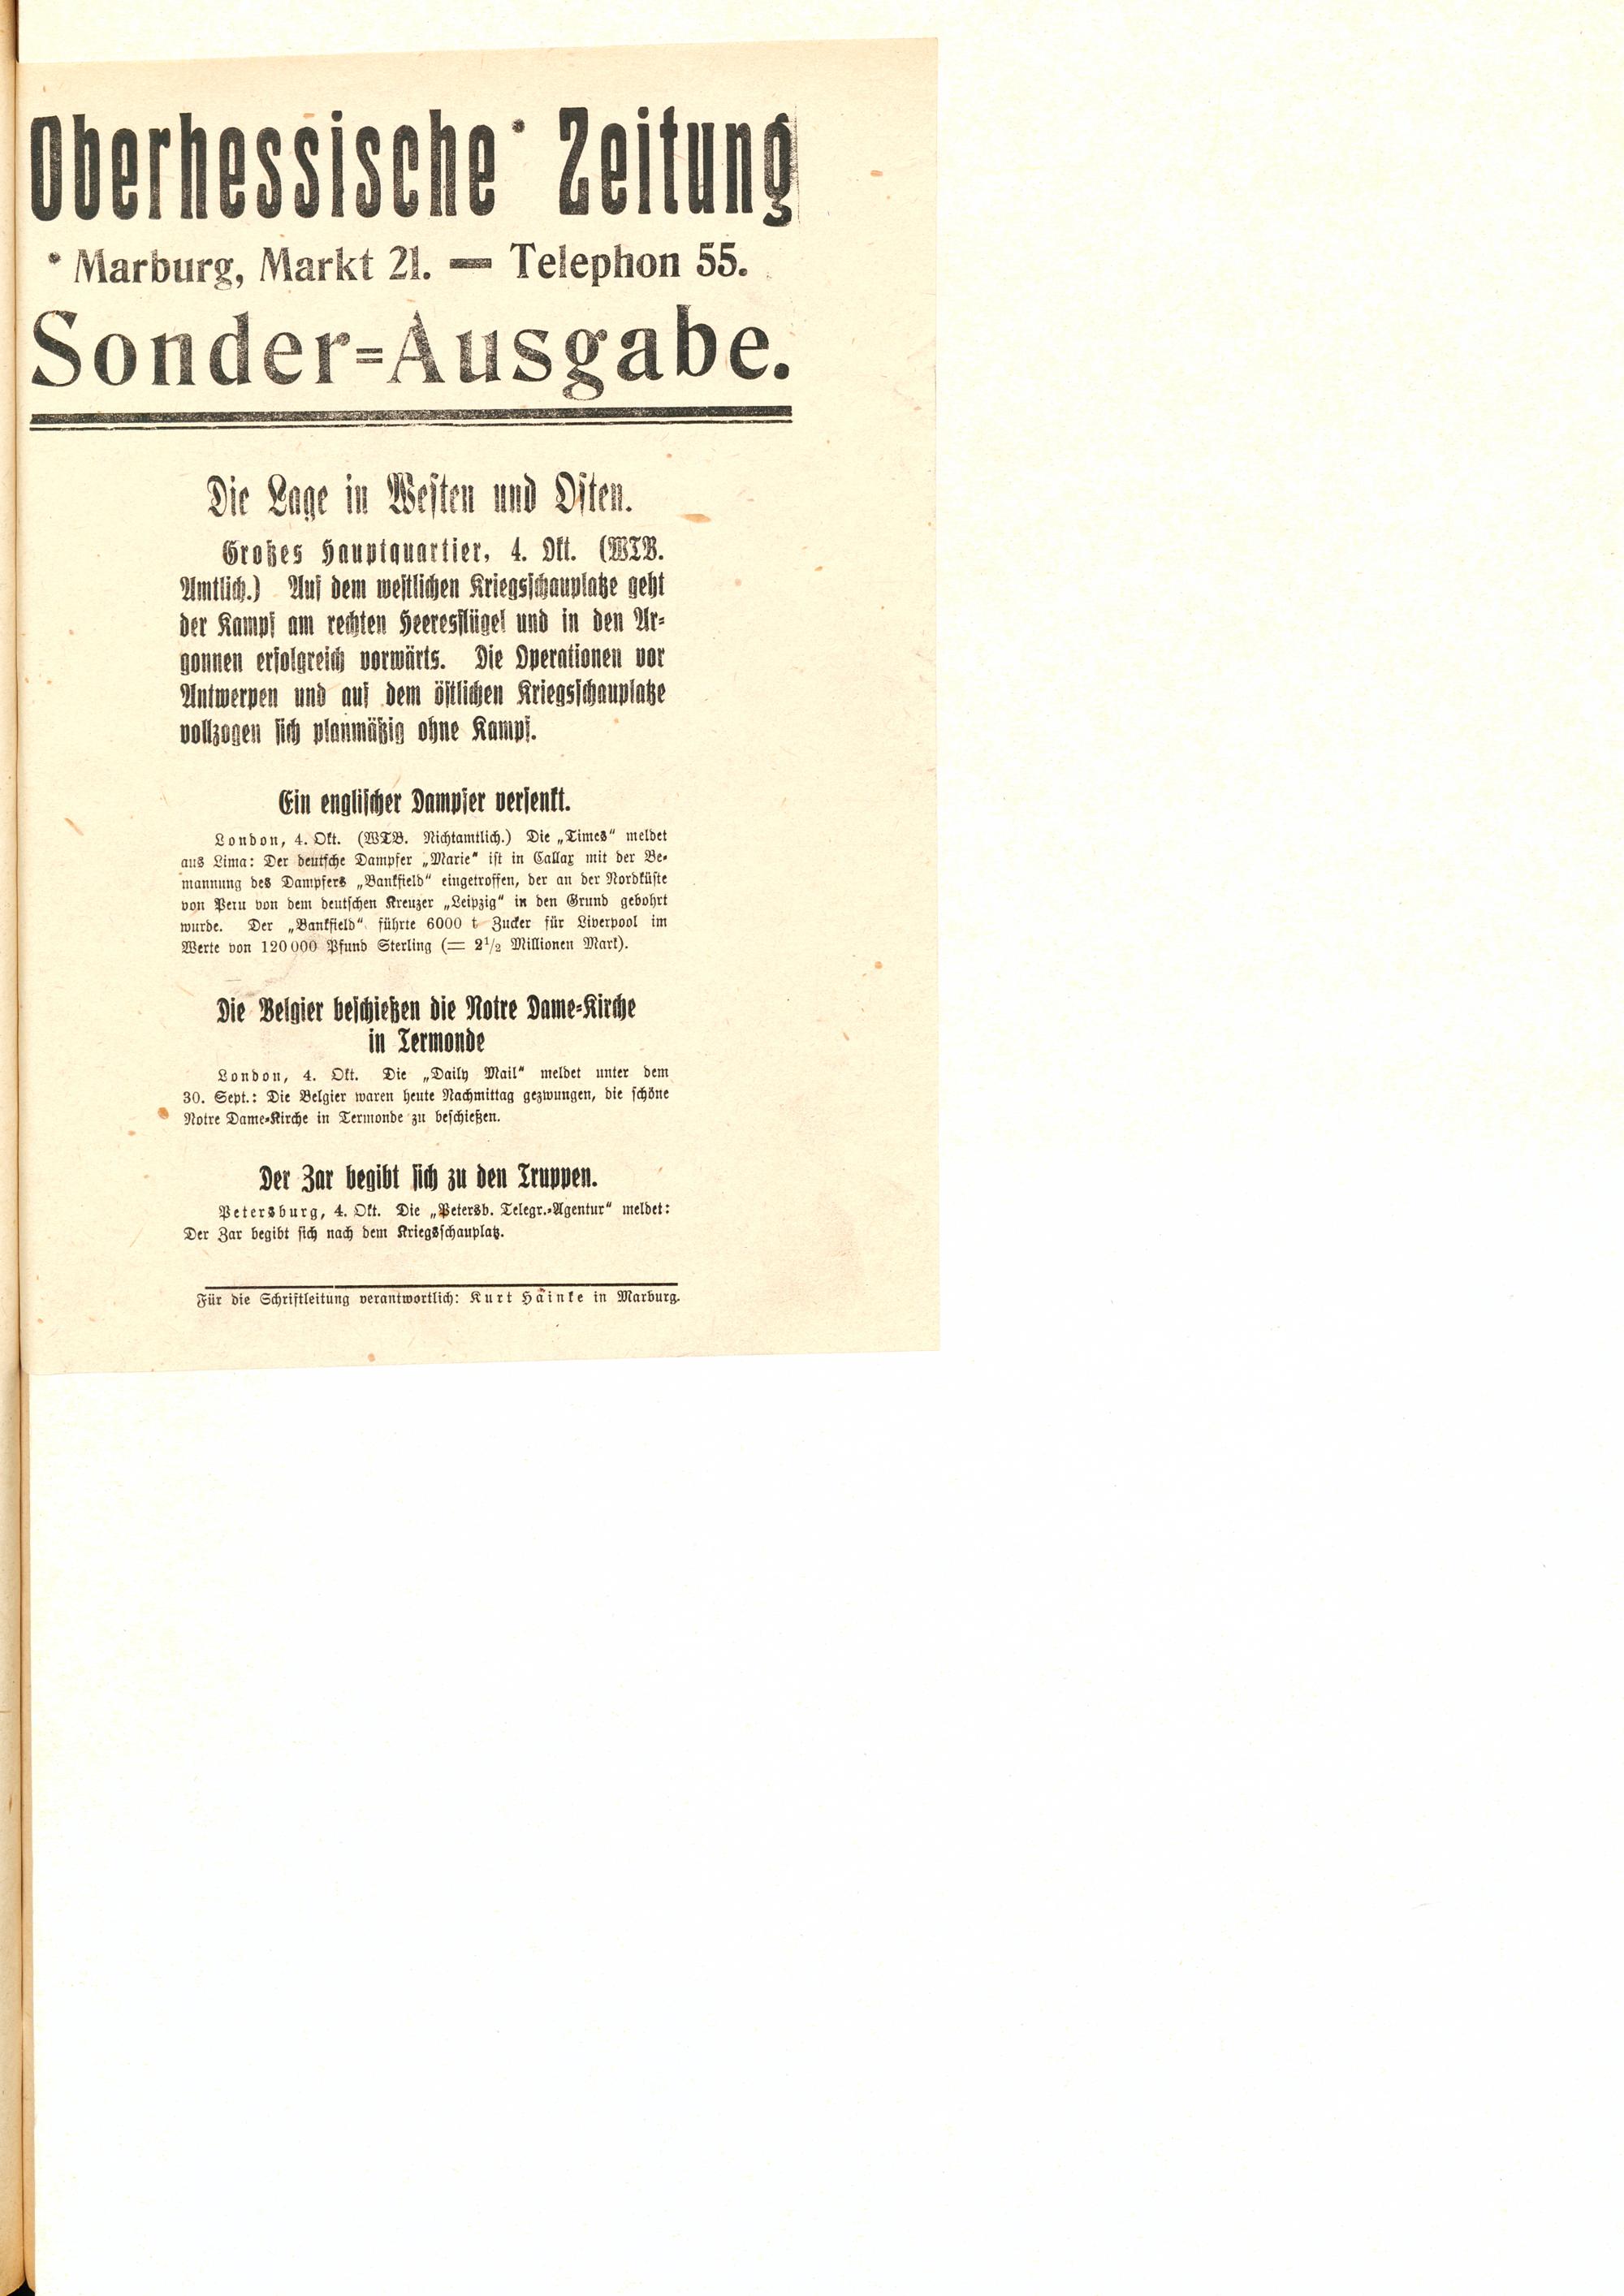 Oberhessische Zeitung
Marburg, Markt 21. — Telephon 55.
Sonder=Ausgabe.
Die Lage in Westen und Osten.
Großes Hauptquartier, 4. Okt. (WTB.
Amtlich.) Auf dem westlichen Kriegsschauplatze geht
der Kampf am rechten Heeresflügel und in den Ar-
gonnen erfolgreich vorwärts. Die Operationen vor
Antwerpen und auf dem östlichen Kriegsschauplatze
vollzogen sich planmäßig ohne Kampf.
Ein englischer Dampfer versenkt.
London, 4. Okt. (WTB. Nichtamtlich.) Die „Times“ meldet
aus Lima: Der deutsche Dampfer „Marie“ ist in Callax mit der Be-
mannung des Dampfers „Bankfield“ eingetroffen, der an der Nordküste
von Peru von dem deutschen Kreuzer „Leipzig“ in den Grund gebohrt
wurde. Der „Bankfield“ führte 6000 t Zucker für Liverpool im
Werte von 120 000 Pfund Sterling (= 2 1/2 Millionen Mark).
Die Belgier beschießen die Notre Dame-Kirche
in Termonde
London, 4. Okt. Die „Daily Mail“ meldet unter dem
30. Sept.: Die Belgier waren heute Nachmittag gezwungen, die schöne
Notre Dame-Kirche in Termonde zu beschießen.
Der Zar begibt sich zu den Truppen.
Petersburg, 4. Okt. Die „Petersb. Telegr.-Agentur“ meldet:
Der Zar begibt sich nach dem Kriegsschauplatz.
Für die Schriftleitung verantwortlich: Kurt Häinke in Marburg.